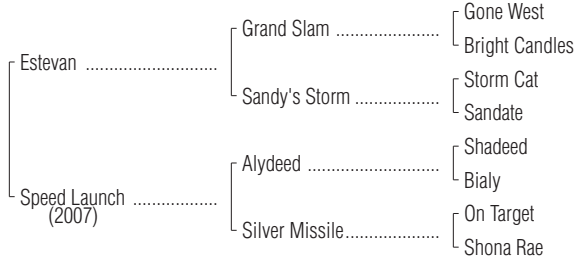 Gone West
Grand Slam ....................
Bright Candles
Estevan .........................
Storm Cat
Sandy's Storm ................
Sandate
Shadeed
Alydeed .........................
Bialy
Speed Launch ................
(2007)
On Target
Silver Missile..................
Shona Rae